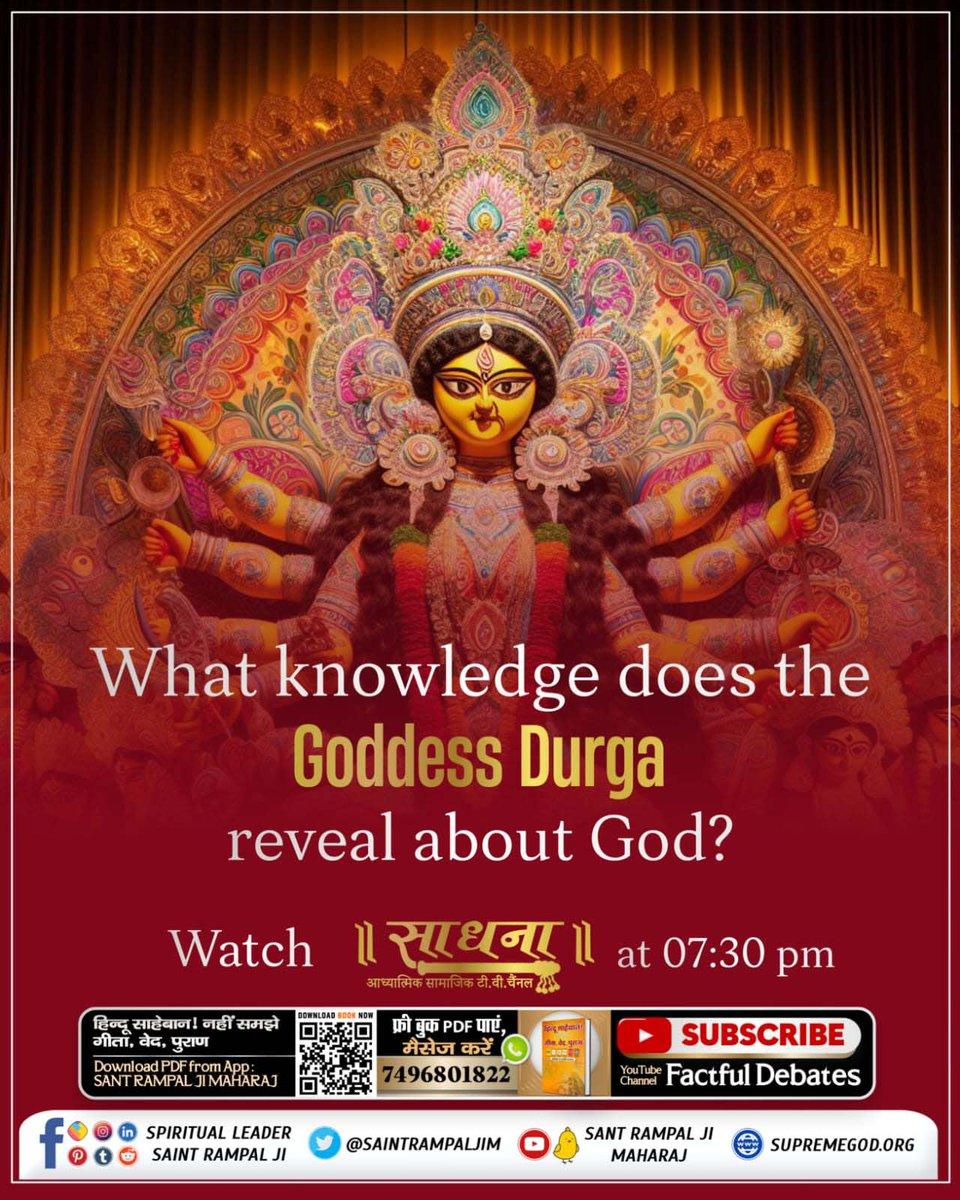 What knowledge does the
Goddess Durga
reveal about God?
Watch ॥ साधना ॥ at 07:30 pm
आध्यात्मिक सामाजिक टी.वी.चैनल
हिन्दू साहेबान! नहीं समझे
गीता, वेद, पुराण
Download PDF from App :
SANT RAMPAL JI MAHARAJ
DOWNLOAD BOOK NOW
फ्री बुक PDF पाएं,
मैसेज करें
7496801822
SUBSCRIBE
YouTube Channel Factful Debates
SPIRITUAL LEADER
SAINT RAMPAL JI
@SAINTRAMPALJIM
SANT RAMPAL JI
MAHARAJ
SUPREMEGOD.ORG